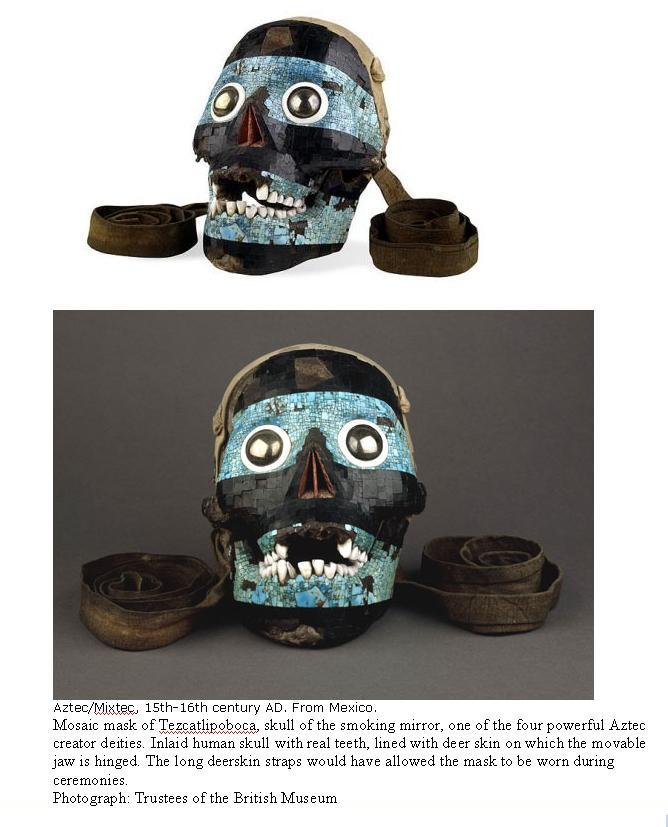 Aztec/Mixtec, 15th-16th century AD. From Mexico.
Mosaic mask of Tezcatlipoboca, skull of the smoking mirror, one of the four powerful Aztec
creator deities. Inlaid human skull with real teeth, lined with deer skin on which the movable
jaw is hinged. The long deerskin straps would have allowed the mask to be worn during
ceremonies.
Photograph: Trustees of the British Museum